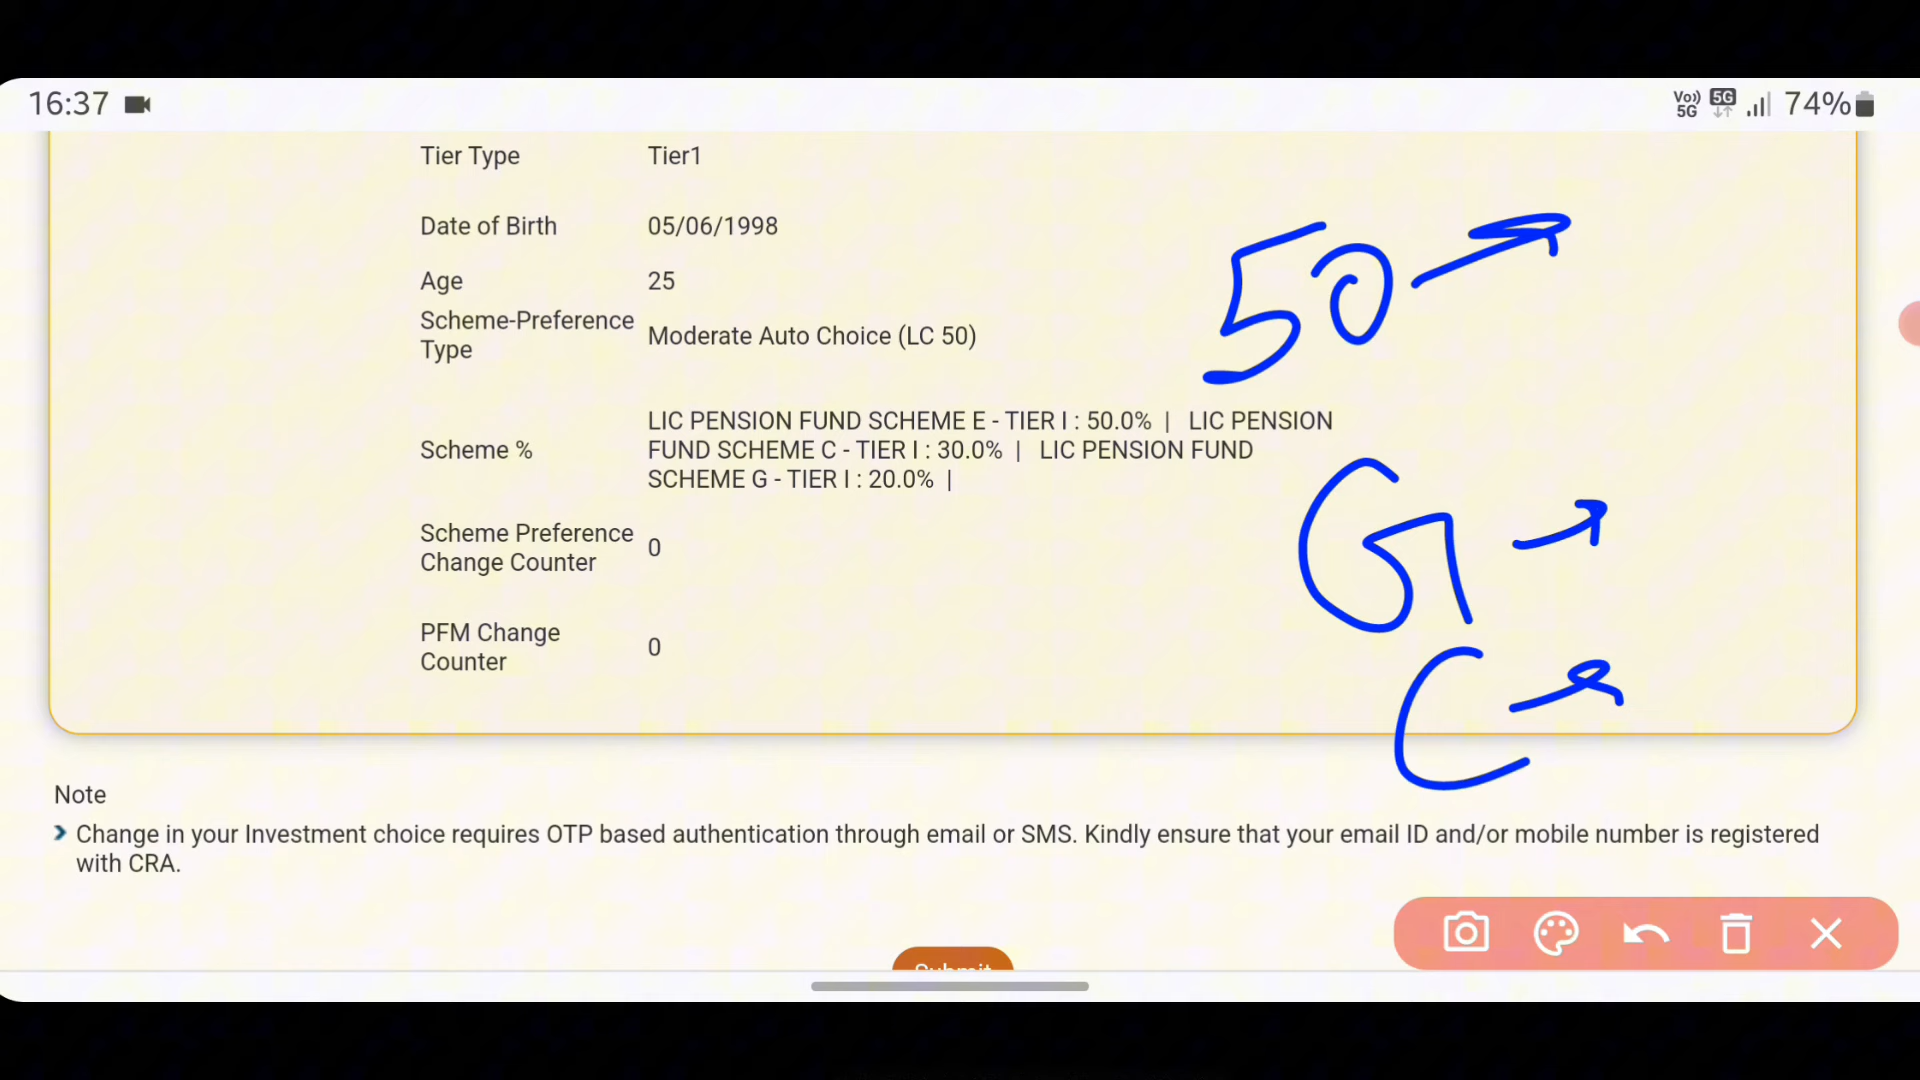 16:37 Vo)) 5G 5G 74%
Tier Type Tier1
Date of Birth 05/06/1998
Age 25
Scheme-Preference Type Moderate Auto Choice (LC 50)
LIC PENSION FUND SCHEME E - TIER I : 50.0% | LIC PENSION
Scheme % FUND SCHEME C - TIER I : 30.0% | LIC PENSION FUND
SCHEME G - TIER I : 20.0% |
Scheme Preference Change Counter 0
PFM Change Counter 0
50
G
C
Note
Change in your Investment choice requires OTP based authentication through email or SMS. Kindly ensure that your email ID and/or mobile number is registered
with CRA.
Submit